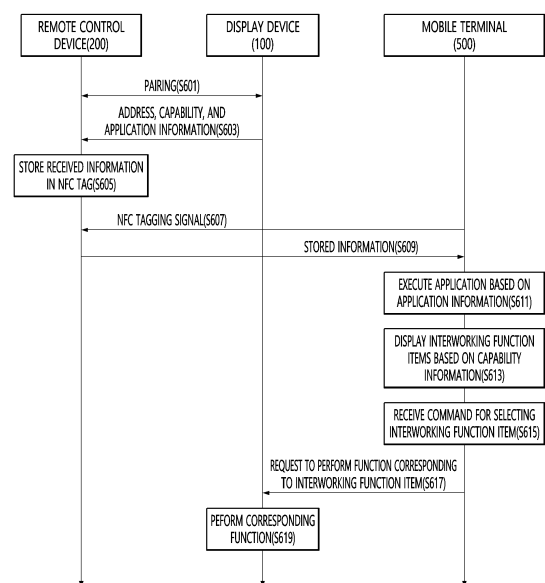 REMOTE CONTROL
DEVICE(200)
DISPLAY DEVICE
(100)
MOBILE TERMINAL
(500)
PAIRING(S601)
ADDRESS, CAPABILITY, AND
APPLICATION INFORMATION(S603)
STORE RECEIVED INFORMATION
IN NFC TAG(S605)
NFC TAGGING SIGNAL(S607)
STORED INFORMATION(S609)
EXECUTE APPLICATION BASED ON
APPLICATION INFORMATION(S611)
DISPLAY INTERWORKING FUNCTION
ITEMS BASED ON CAPABILITY
INFORMATION(S613)
RECEIVE COMMAND FOR SELECTING
INTERWORKING FUNCTION ITEM(S615)
REQUEST TO PERFORM FUNCTION CORRESPONDING
TO INTERWORKING FUNCTION ITEM(S617)
PEFORM CORRESPONDING
FUNCTION(S619)